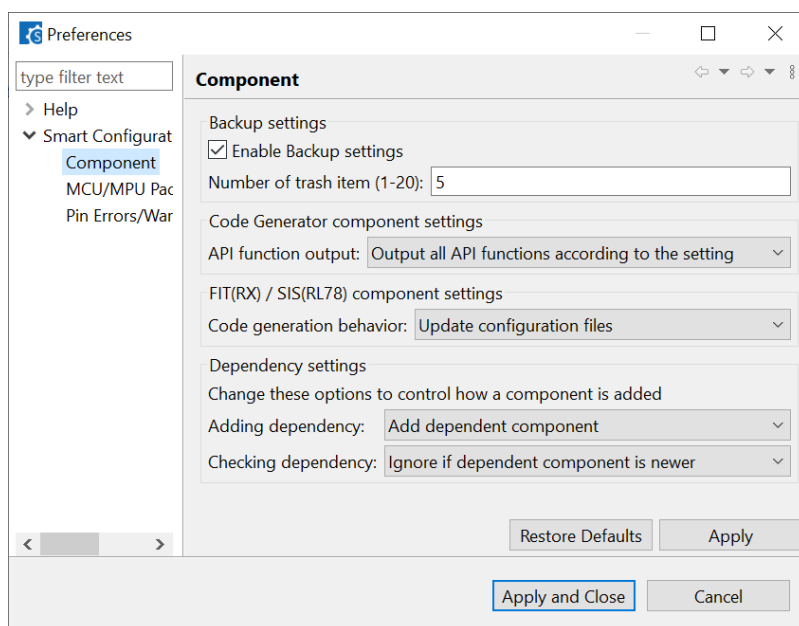 Preferences
type filter text
Component
Help
Smart Configurat
Component
MCU/MPU Pac
Pin Errors/War
Backup settings
Enable Backup settings
Number of trash item (1-20): 5
Code Generator component settings
API function output: Output all API functions according to the setting
FIT(RX) / SIS(RL78) component settings
Code generation behavior: Update configuration files
Dependency settings
Change these options to control how a component is added
Adding dependency: Add dependent component
Checking dependency: Ignore if dependent component is newer
Restore Defaults Apply
Apply and Close Cancel